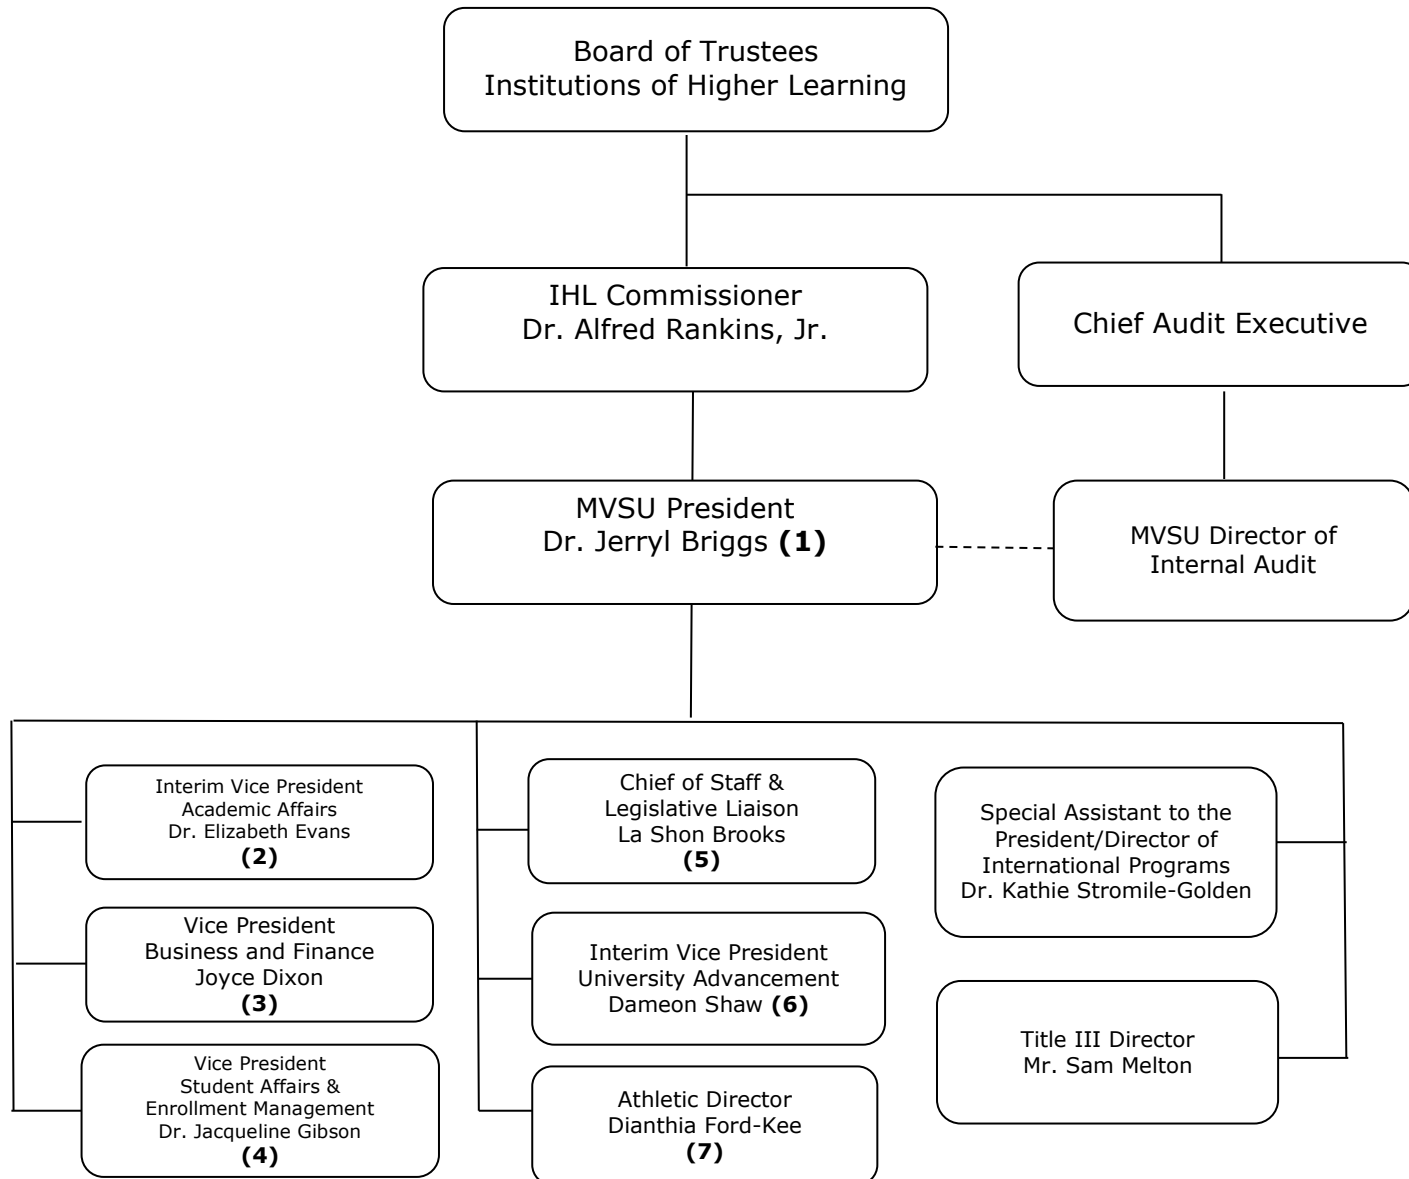 Board of Trustees
Institutions of Higher Learning
IHL Commissioner
Dr. Alfred Rankins, Jr.
Chief Audit Executive
MVSU President
Dr. Jerryl Briggs (1)
MVSU Director of
Internal Audit
Interim Vice President
Academic Affairs
Dr. Elizabeth Evans
(2)
Vice President
Business and Finance
Joyce Dixon
(3)
Vice President
Student Affairs &
Enrollment Management
Dr. Jacqueline Gibson
(4)
Chief of Staff &
Legislative Liaison
La Shon Brooks
(5)
Interim Vice President
University Advancement
Dameon Shaw (6)
Athletic Director
Dianthia Ford-Kee
(7)
Special Assistant to the
President/Director of
International Programs
Dr. Kathie Stromile-Golden
Title III Director
Mr. Sam Melton